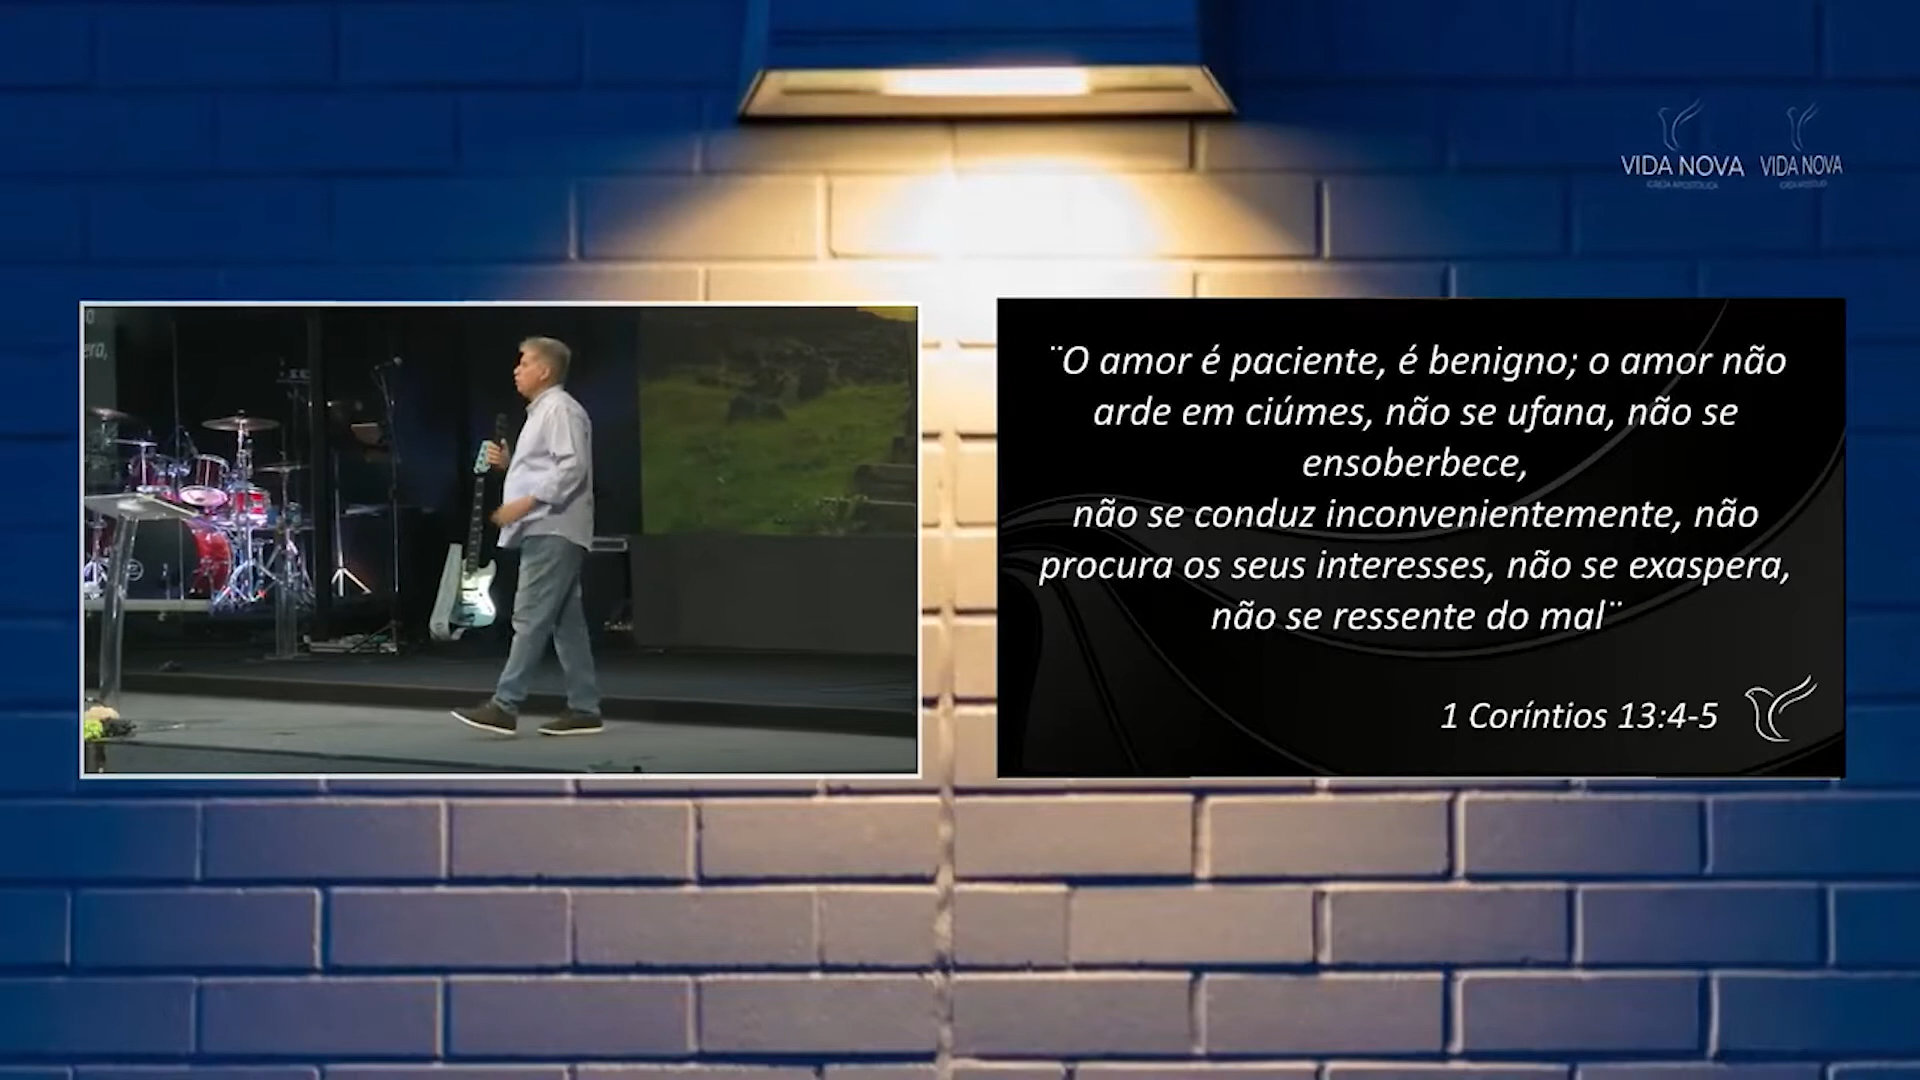 VIDA NOVA VIDA NOVA
IGREJA APOSTÓLICA
¨O amor é paciente, é benigno; o amor não
arde em ciúmes, não se ufana, não se
ensoberbece,
não se conduz inconvenientemente, não
procura os seus interesses, não se exaspera,
não se ressente do mal¨
1 Coríntios 13:4-5